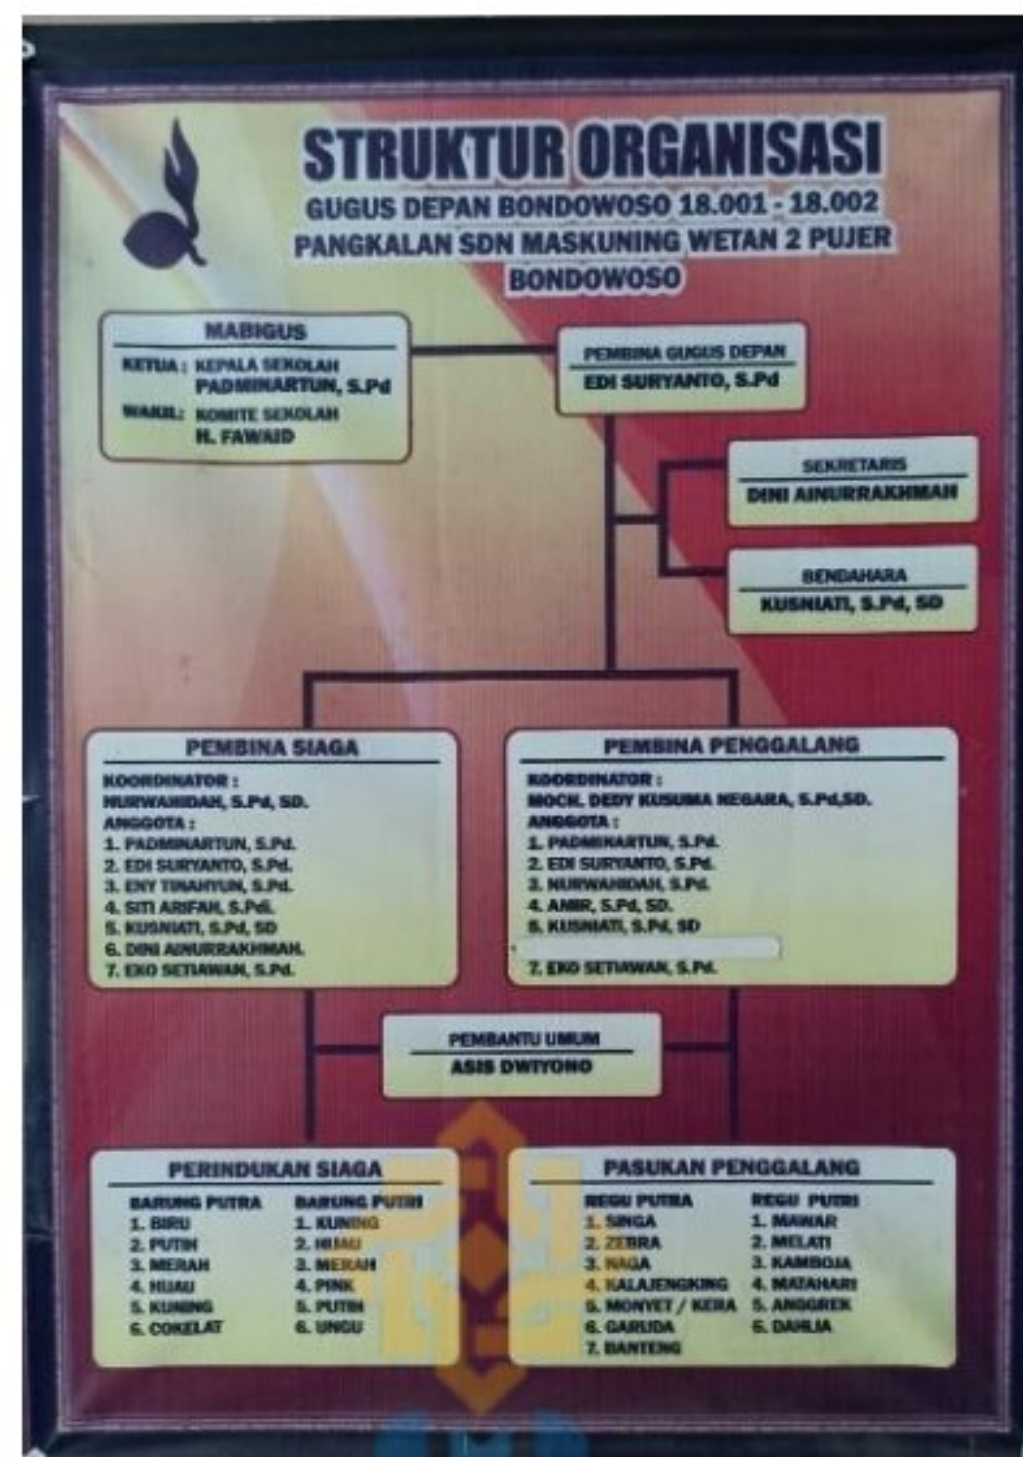 STRUKTUR ORGANISASI
GUGUS DEPAN BONDOWOSO 18.001 - 18.002
PANGKALAN SDN MASKUNING WETAN 2 PUJER
BONDOWOSO
MABIGUS
KETUA : KEPALA SEKOLAH
PADMINARTUN, S.Pd
WAKIL: KOMITE SEKOLAH
H. FAWAID
PEMBINA GUGUS DEPAN
EDI SURYANTO, S.Pd
SEKRETARIS
DINI AINURRAKHMAH
BENDAHARA
KUSNIATI, S.Pd, SD
PEMBINA SIAGA
KOORDINATOR :
NURWAHIDAH, S.Pd, SD.
ANGGOTA :
1. PADMINARTUN, S.Pd.
2. EDI SURYANTO, S.Pd.
3. ENY TINAHYUN, S.Pd.
4. SITI ARIFAH, S.Pdi.
5. KUSNIATI, S.Pd, SD
6. DINI AINURRAKHMAH.
7. EKO SETIAWAN, S.Pd.
PEMBINA PENGGALANG
KOORDINATOR :
MOCH. DEDY KUSUMA NEGARA, S.Pd,SD.
ANGGOTA :
1. PADMINARTUN, S.Pd.
2. EDI SURYANTO, S.Pd.
3. NURWAHIDAH, S.Pd.
4. AMIR, S.Pd, SD.
5. KUSNIATI, S.Pd, SD
7. EKO SETIAWAN, S.Pd.
PEMBANTU UMUM
ASIS DWIYONO
PERINDUKAN SIAGA
BARUNG PUTRA
1. BIRU
2. PUTIH
3. MERAH
4. HIJAU
5. KUNING
6. COKELAT
BARUNG PUTRI
1. KUNING
2. HIJAU
3. MERAH
4. PINK
5. PUTIH
6. UNGU
PASUKAN PENGGALANG
REGU PUTRA
1. SINGA
2. ZEBRA
3. NAGA
4. KALAJENGKING
5. MONYET / KERA
6. GARUDA
7. BANTENG
REGU PUTRI
1. MAWAR
2. MELATI
3. KAMBOJA
4. MATAHARI
5. ANGGREK
6. DAHLIA